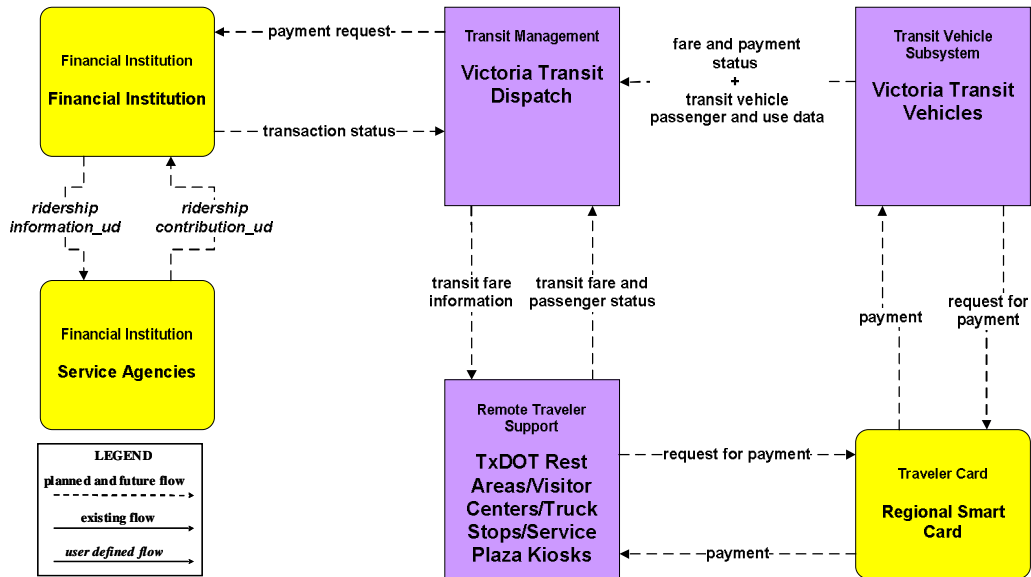 Financial Institution
Financial Institution
payment request
Transit Management
Victoria Transit
Dispatch
fare and payment
status
+
transit vehicle
passenger and use data
Transit Vehicle
Subsystem
Victoria Transit
Vehicles
transaction status
ridership
information_ud
ridership
contribution_ud
transit fare
information
transit fare and
passenger status
payment
request for
payment
Financial Institution
Service Agencies
Remote Traveler
Support
TxDOT Rest
Areas/Visitor
Centers/Truck
Stops/Service
Plaza Kiosks
request for payment
payment
Traveler Card
Regional Smart
Card
LEGEND
planned and future flow
existing flow
user defined flow